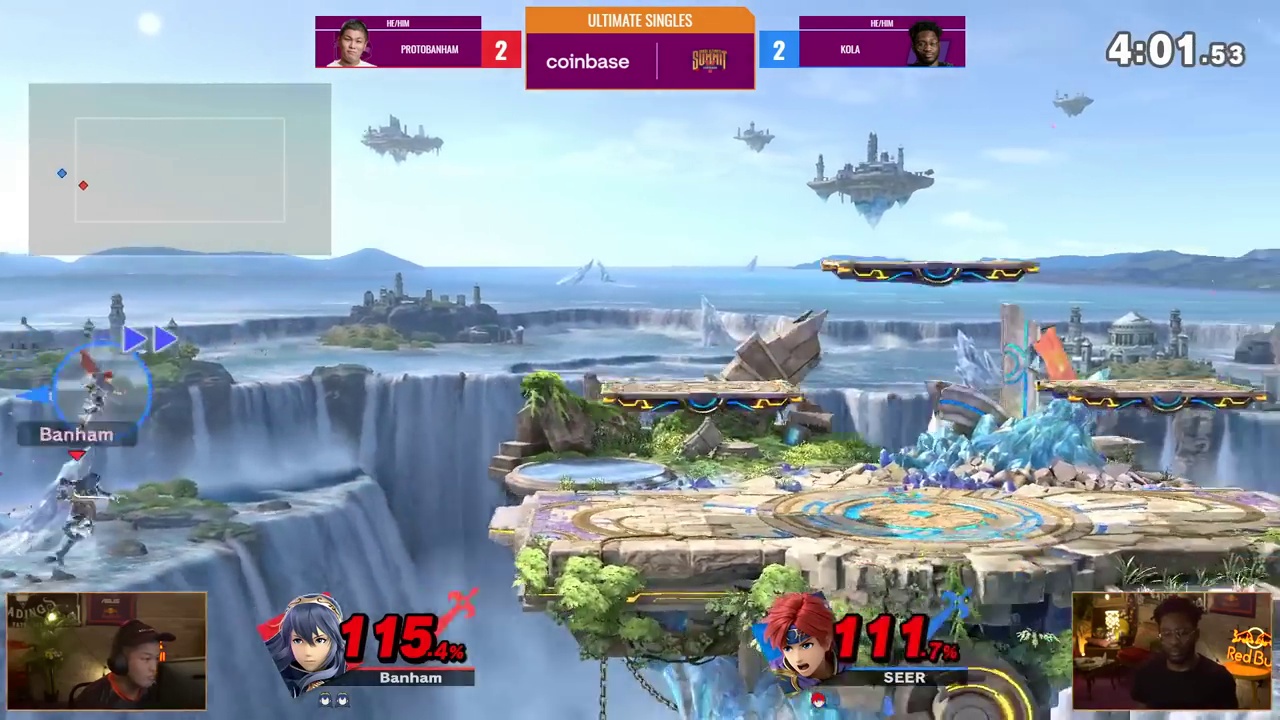 HE/HIM
PROTOBANHAM
2
ULTIMATE SINGLES
coinbase
SUMMIT
2
HE/HIM
KOLA
4:01.53
Banham
115.4%
Banham
111.7%
SEER
Red Bu